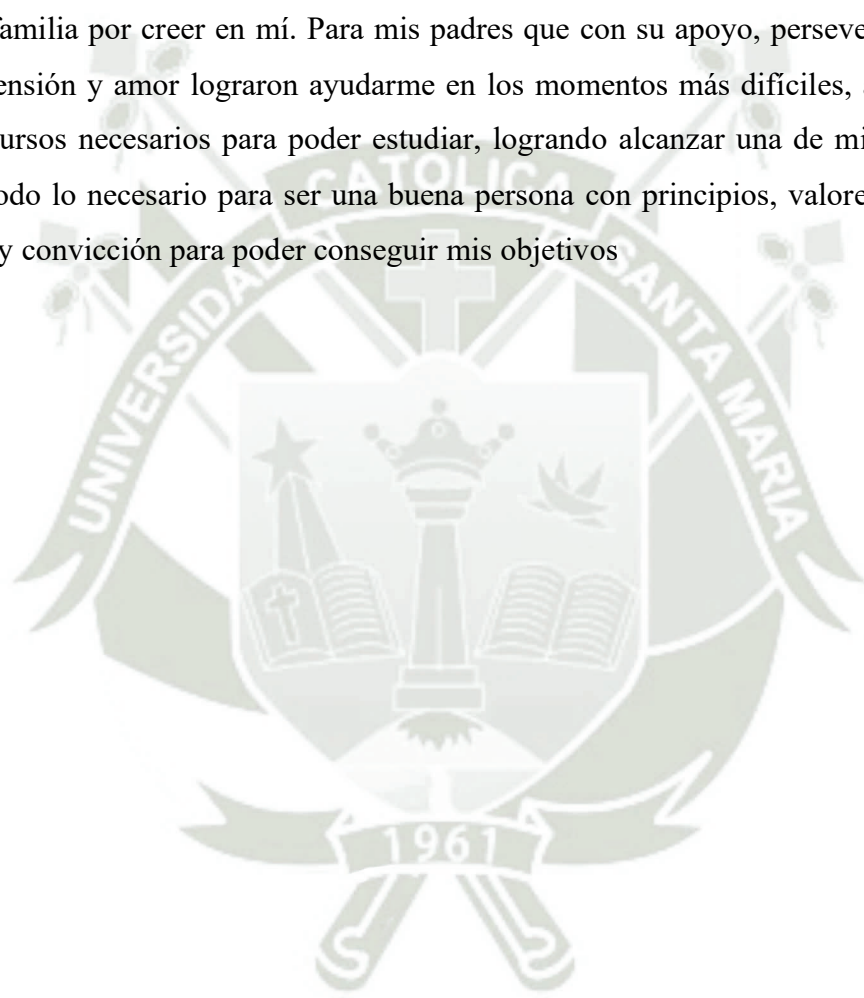 familia por creer en mí. Para mis padres que con su apoyo, perseve
ensión y amor lograron ayudarme en los momentos más difíciles,
ursos necesarios para poder estudiar, logrando alcanzar una de mi
odo lo necesario para ser una buena persona con principios, valore
y convicción para poder conseguir mis objetivos
UNIVERSIDAD CATOLICA SANTA MARIA
1961